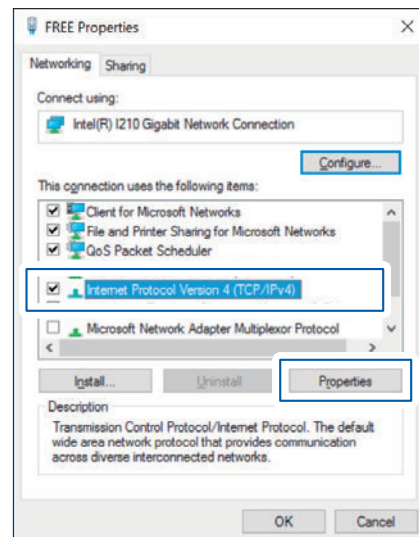 FREE Properties
Networking
Sharing
Connect using:
Intel(R) I210 Gigabit Network Connection
Configure...
This connection uses the following items:
Client for Microsoft Networks
File and Printer Sharing for Microsoft Networks
QoS Packet Scheduler
Internet Protocol Version 4 (TCP/IPv4)
Microsoft Network Adapter Multiplexor Protocol
Install...
Uninstall
Properties
Description
Transmission Control Protocol/Internet Protocol. The default
wide area network protocol that provides communication
across diverse interconnected networks.
OK
Cancel